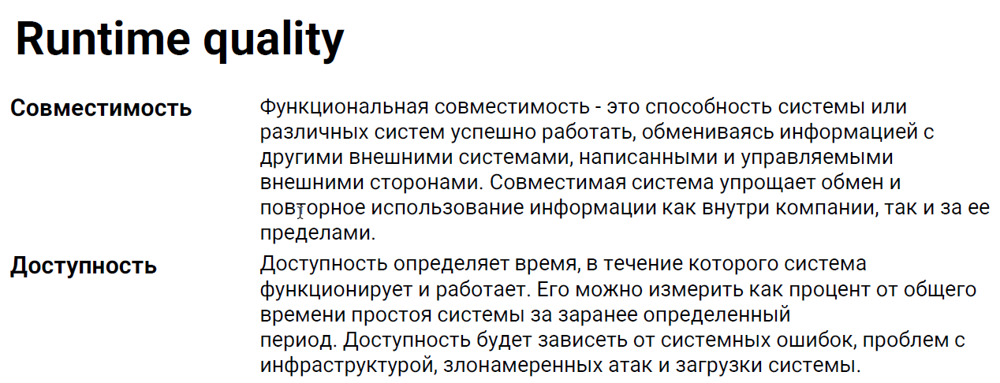 Runtime quality
Совместимость
Функциональная совместимость - это способность системы или
различных систем успешно работать, обмениваясь информацией с
другими внешними системами, написанными и управляемыми
внешними сторонами. Совместимая система упрощает обмен и
повторное использование информации как внутри компании, так и за ее
пределами.
Доступность
Доступность определяет время, в течение которого система
функционирует и работает. Его можно измерить как процент от общего
времени простоя системы за заранее определенный
период. Доступность будет зависеть от системных ошибок, проблем с
инфраструктурой, злонамеренных атак и загрузки системы.